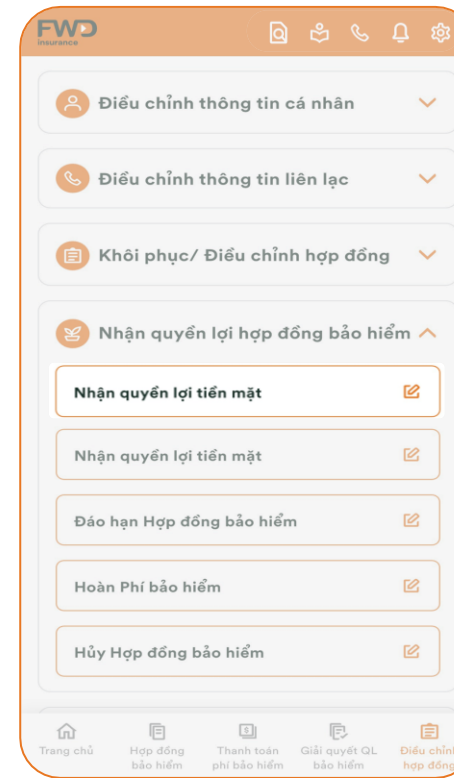 FWD
insurance
Điều chỉnh thông tin cá nhân
Điều chỉnh thông tin liên lạc
Khôi phục/ Điều chỉnh hợp đồng
Nhận quyền lợi hợp đồng bảo hiểm
Nhận quyền lợi tiền mặt
Nhận quyền lợi tiền mặt
Đáo hạn Hợp đồng bảo hiểm
Hoàn Phí bảo hiểm
Hủy Hợp đồng bảo hiểm
Trang chủ
Hợp đồng
bảo hiểm
Thanh toán
phí bảo hiểm
Giải quyết QL
bảo hiểm
Điều chỉnh
hợp đồng